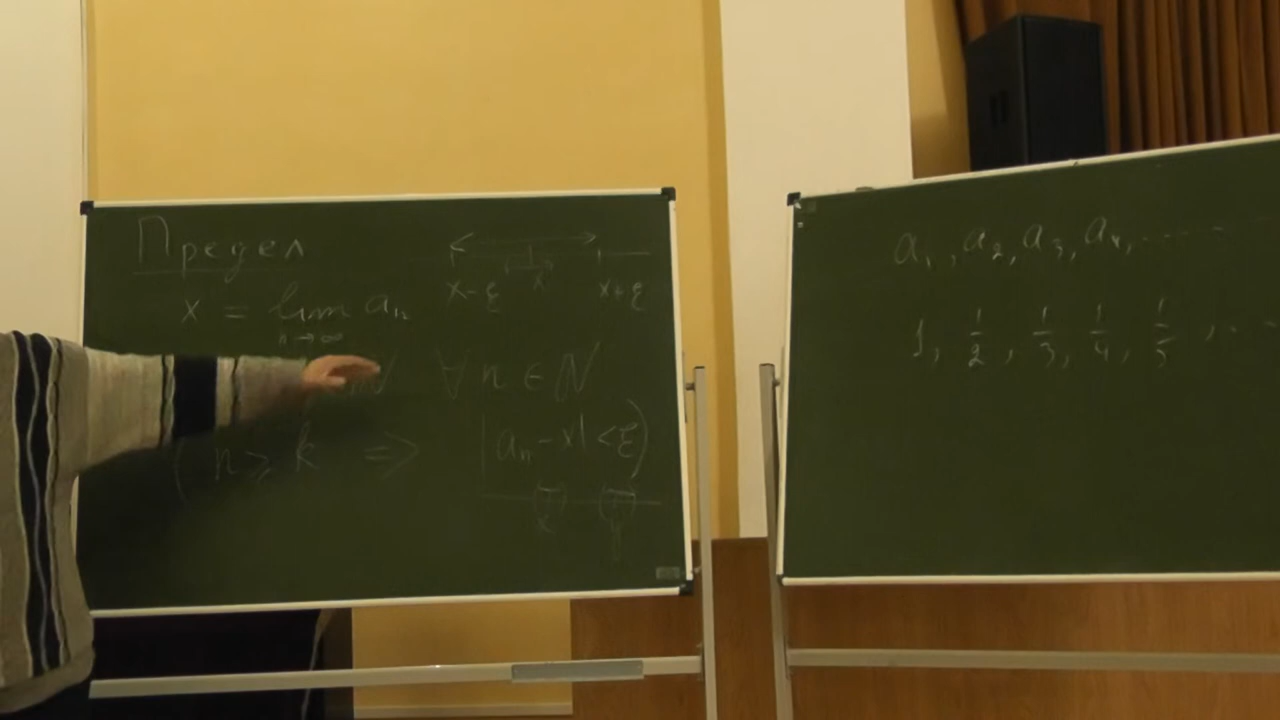 Предел
x-ε x x+ε
x = lim aₙ
n→∞
ℕ ∀n∈ℕ
(n ⩾ k ⇒ |aₙ-x|<ε)
a₁, a₂, a₃, a₄, ....
1, 1/2, 1/3, 1/4, 1/5, ...